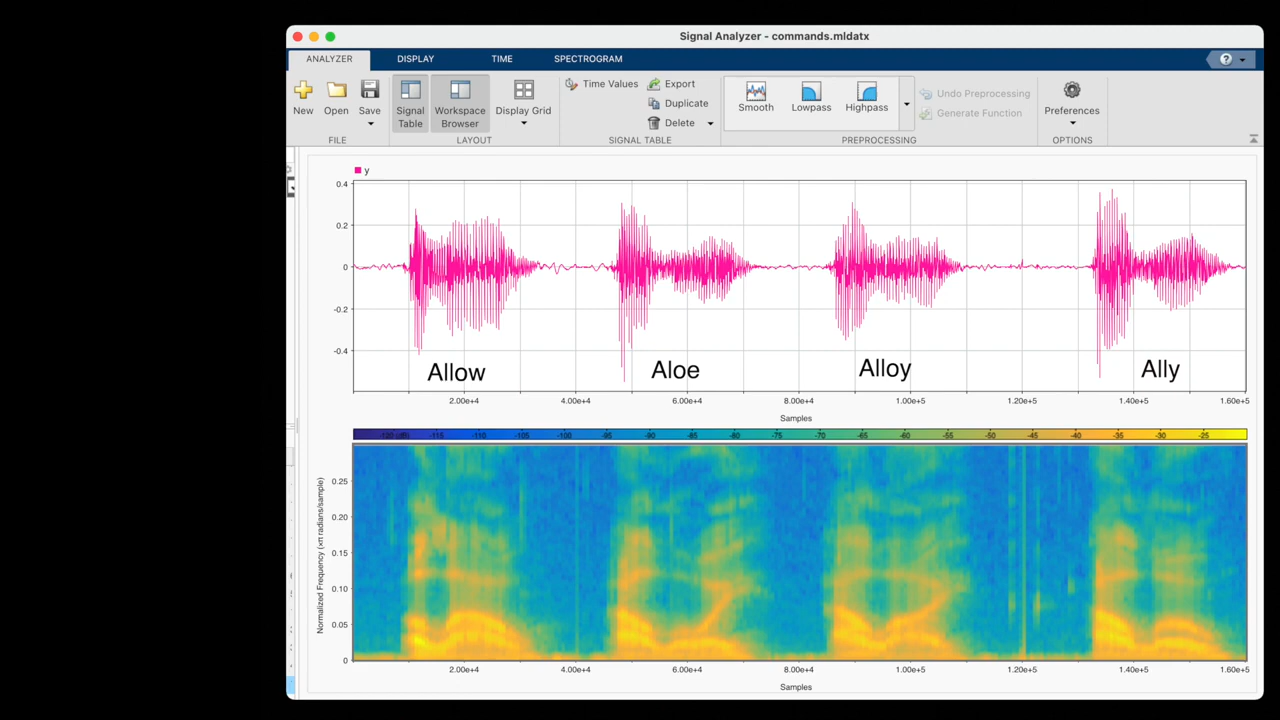 Signal Analyzer - commands.mldatx
ANALYZER DISPLAY TIME SPECTROGRAM
?
New Open Save Signal Table Workspace Browser Display Grid Time Values Export Duplicate Delete Smooth Lowpass Highpass Undo Preprocessing Generate Function Preferences
FILE LAYOUT SIGNAL TABLE PREPROCESSING OPTIONS
y
0.4
0.2
0
-0.2
-0.4
Allow Aloe Alloy Ally
2.00e+4 4.00e+4 6.00e+4 8.00e+4 1.00e+5 1.20e+5 1.40e+5 1.60e+5
Samples
-120 (dB) -115 -110 -105 -100 -95 -90 -85 -80 -75 -70 -65 -60 -55 -50 -45 -40 -35 -30 -25
Normalized Frequency (×π radians/sample)
0.25
0.20
0.15
0.10
0.05
0
2.00e+4 4.00e+4 6.00e+4 8.00e+4 1.00e+5 1.20e+5 1.40e+5 1.60e+5
Samples